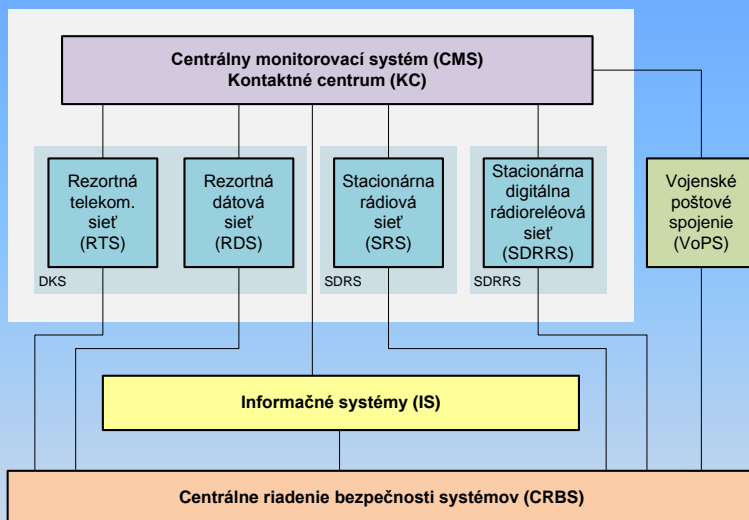 Centrálny monitorovací systém (CMS)
Kontaktné centrum (KC)
Rezortná
telekom.
sieť
(RTS)
Rezortná
dátová
sieť
(RDS)
Stacionárna
rádiová
sieť
(SRS)
Stacionárna
digitálna
rádioreléová
sieť
(SDRRS)
Vojenské
poštové
spojenie
(VoPS)
DKS
SDRS
SDRRS
Informačné systémy (IS)
Centrálne riadenie bezpečnosti systémov (CRBS)